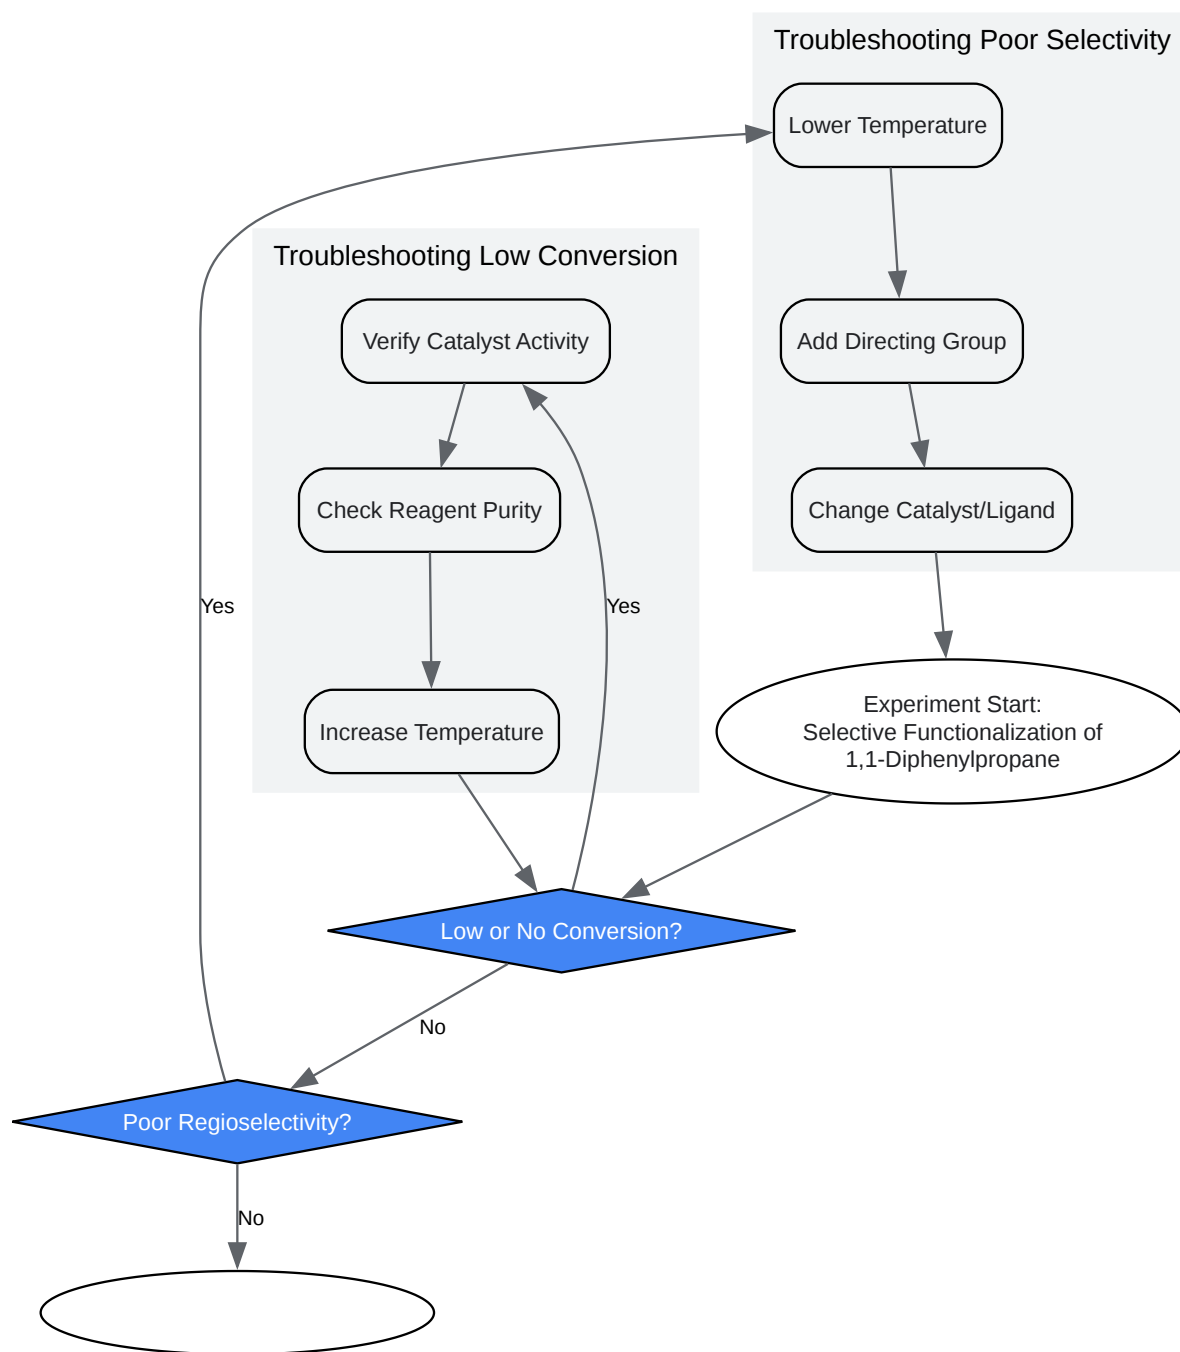 Troubleshooting Poor Selectivity
Lower Temperature
Troubleshooting Low Conversion
Verify Catalyst Activity
Add Directing Group
Check Reagent Purity
Change Catalyst/Ligand
Yes
Yes
Experiment Start:
Selective Functionalization of
1,1-Diphenylpropane
Increase Temperature
Low or No Conversion?
No
Poor Regioselectivity?
No